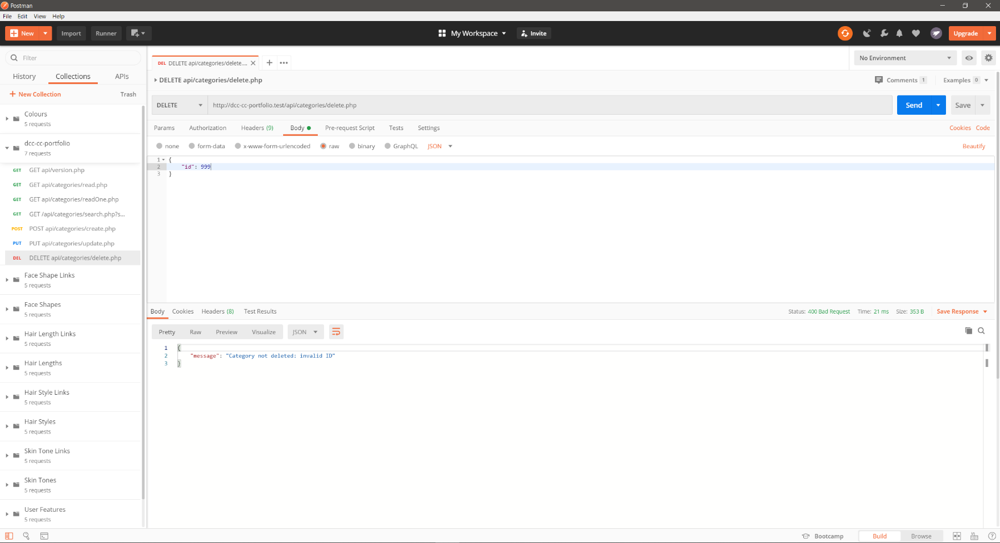 Postman
File Edit View Help
New Import Runner My Workspace Invite Upgrade
Filter
History Collections APIs
New Collection Trash
Colours
5 requests
dcc-cc-portfolio
7 requests
GET GET api/version.php
GET GET api/categories/read.php
GET GET api/categories/readOne.php
GET GET /api/categories/search.php?s...
POST POST api/categories/create.php
PUT PUT api/categories/update.php
DEL DELETE api/categories/delete.php
Face Shape Links
5 requests
Face Shapes
5 requests
Hair Length Links
5 requests
Hair Lengths
5 requests
Hair Style Links
5 requests
Hair Styles
5 requests
Skin Tone Links
5 requests
Skin Tones
5 requests
User Features
5 requests
DEL DELETE api/categories/delete.... No Environment
DELETE api/categories/delete.php Comments 1 Examples 0
DELETE http://dcc-cc-portfolio.test/api/categories/delete.php Send Save
Params Authorization Headers (9) Body Pre-request Script Tests Settings Cookies Code
none form-data x-www-form-urlencoded raw binary GraphQL JSON Beautify
1 {
2 "id": 999
3 }
Body Cookies Headers (8) Test Results Status: 400 Bad Request Time: 21 ms Size: 353 B Save Response
Pretty Raw Preview Visualize JSON
1 {
2 "message": "Category not deleted: invalid ID"
3 }
Bootcamp Build Browse